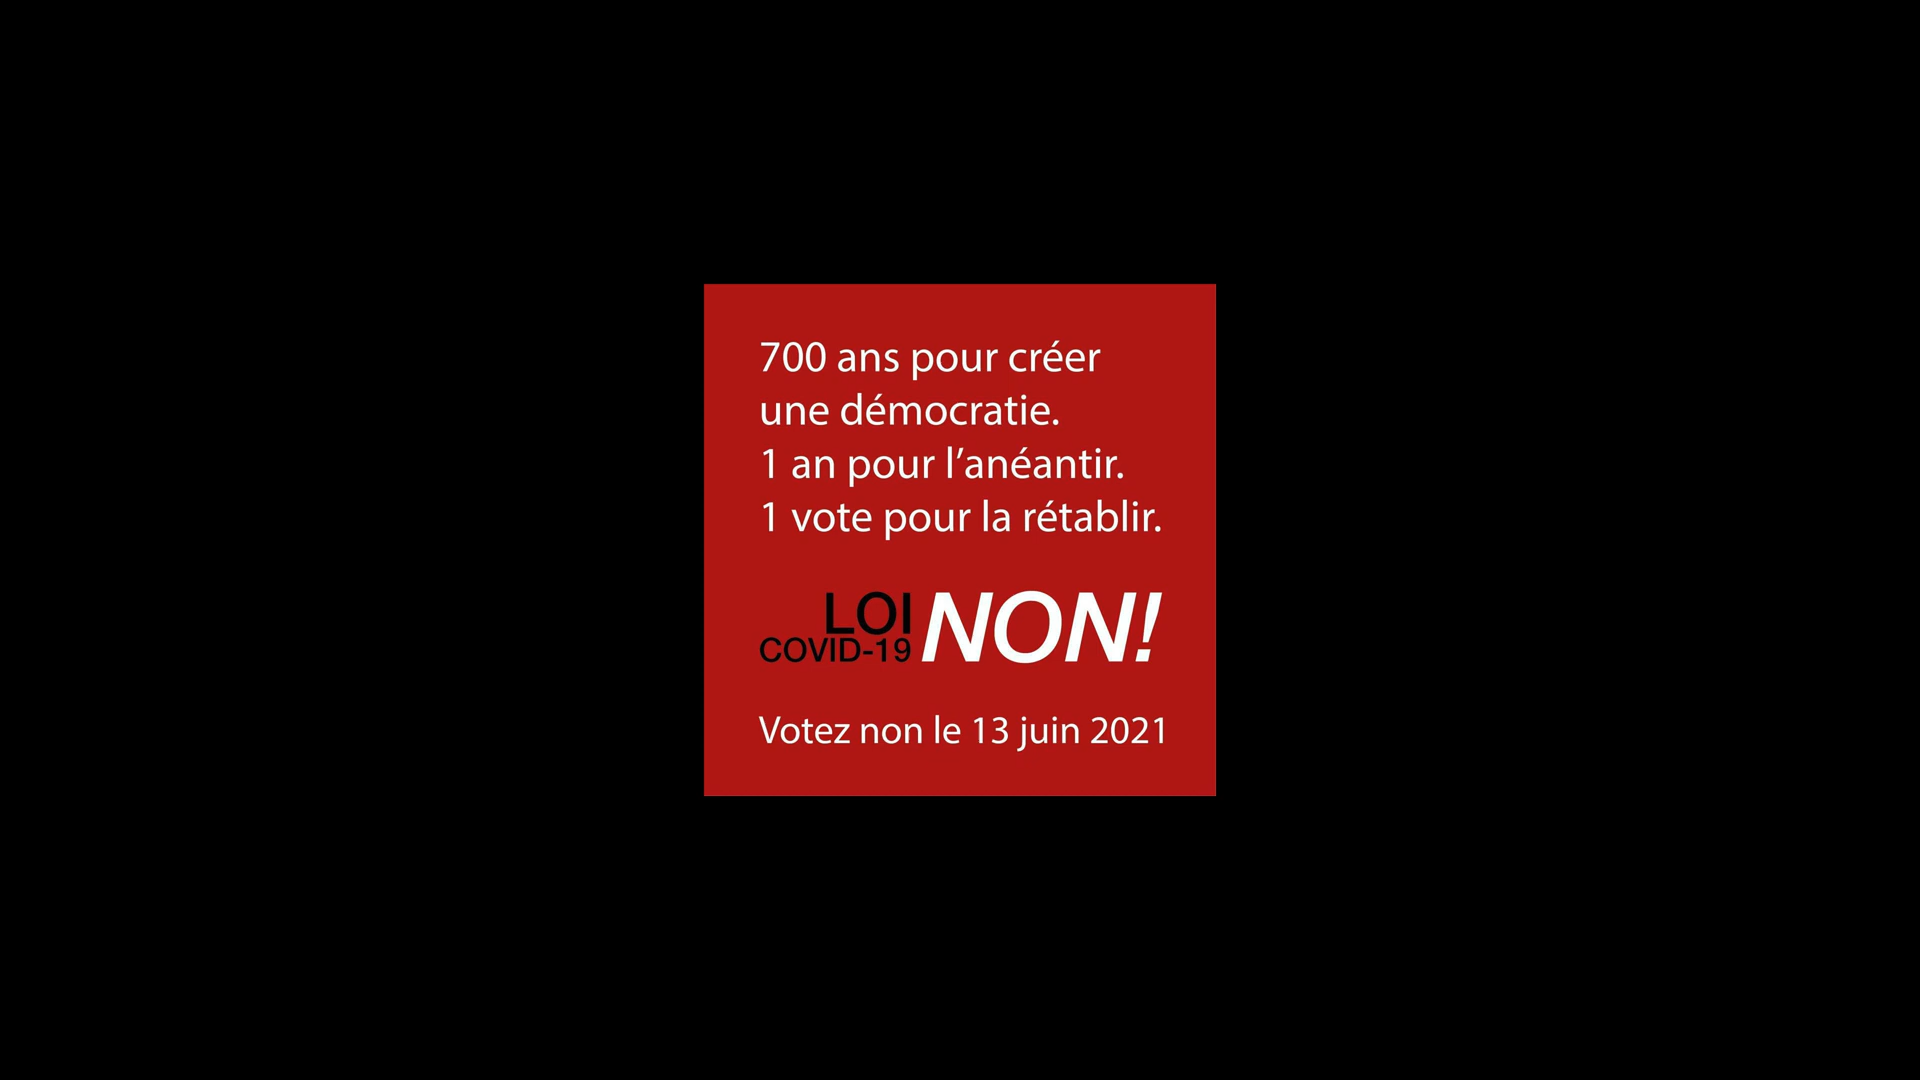 700 ans pour créer
une démocratie.
1 an pour l’anéantir.
1 vote pour la rétablir.
LOI
COVID-19 NON!
Votez non le 13 juin 2021